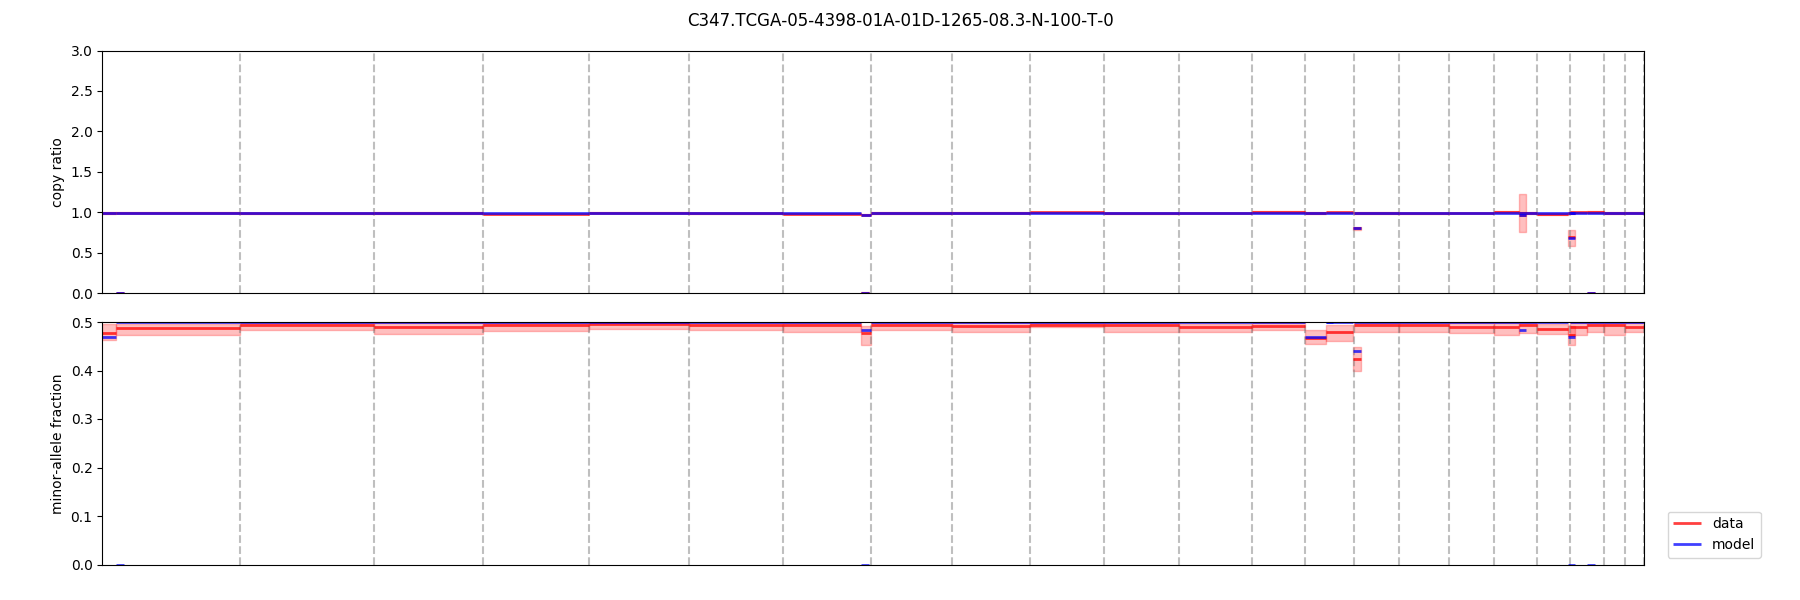 C347.TCGA-05-4398-01A-01D-1265-08.3-N-100-T-0
copy ratio
3.0
2.5
2.0
1.5
1.0
0.5
0.0
minor-allele fraction
0.5
0.4
0.3
0.2
0.1
0.0
data
model